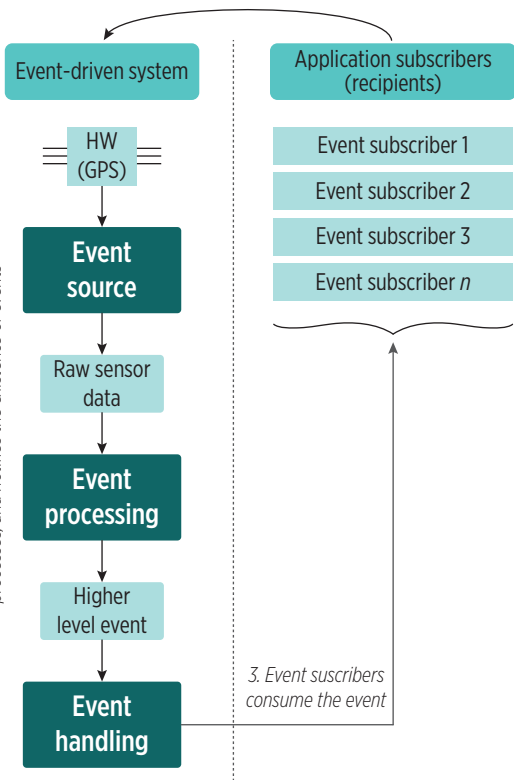 Event-driven system
Application subscribers
(recipients)
HW
(GPS)
Event
source
Raw sensor
data
Event
processing
Higher
level event
Event
handling
Event subscriber 1
Event subscriber 2
Event subscriber 3
Event subscriber n
3. Event suscribers
consume the event